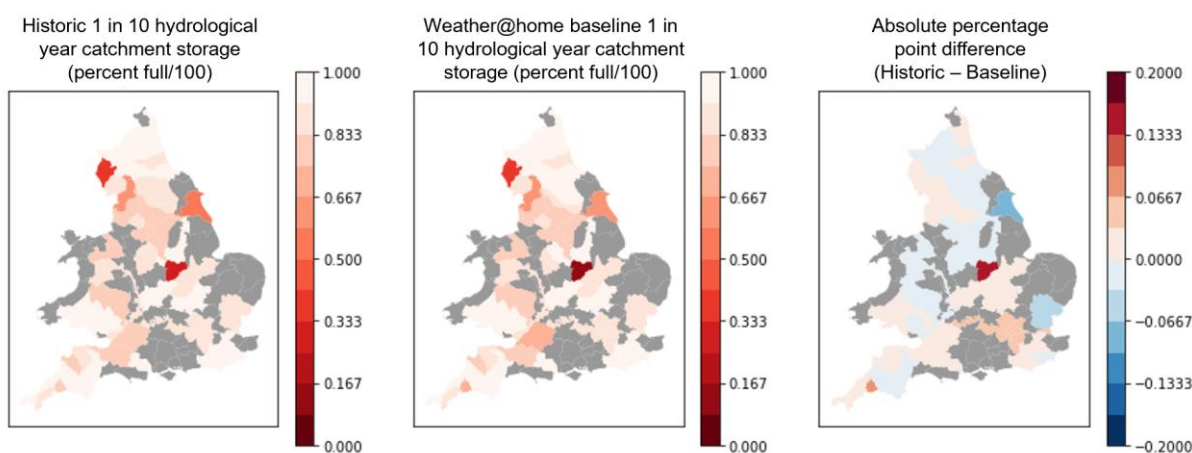 Historic 1 in 10 hydrological
year catchment storage
(percent full/100)
1.000
0.833
0.667
0.500
0.333
0.167
0.000
Weather@home baseline 1 in
10 hydrological year catchment
storage (percent full/100)
1.000
0.833
0.667
0.500
0.333
0.167
0.000
Absolute percentage
point difference
(Historic – Baseline)
0.2000
0.1333
0.0667
0.0000
−0.0667
−0.1333
−0.2000